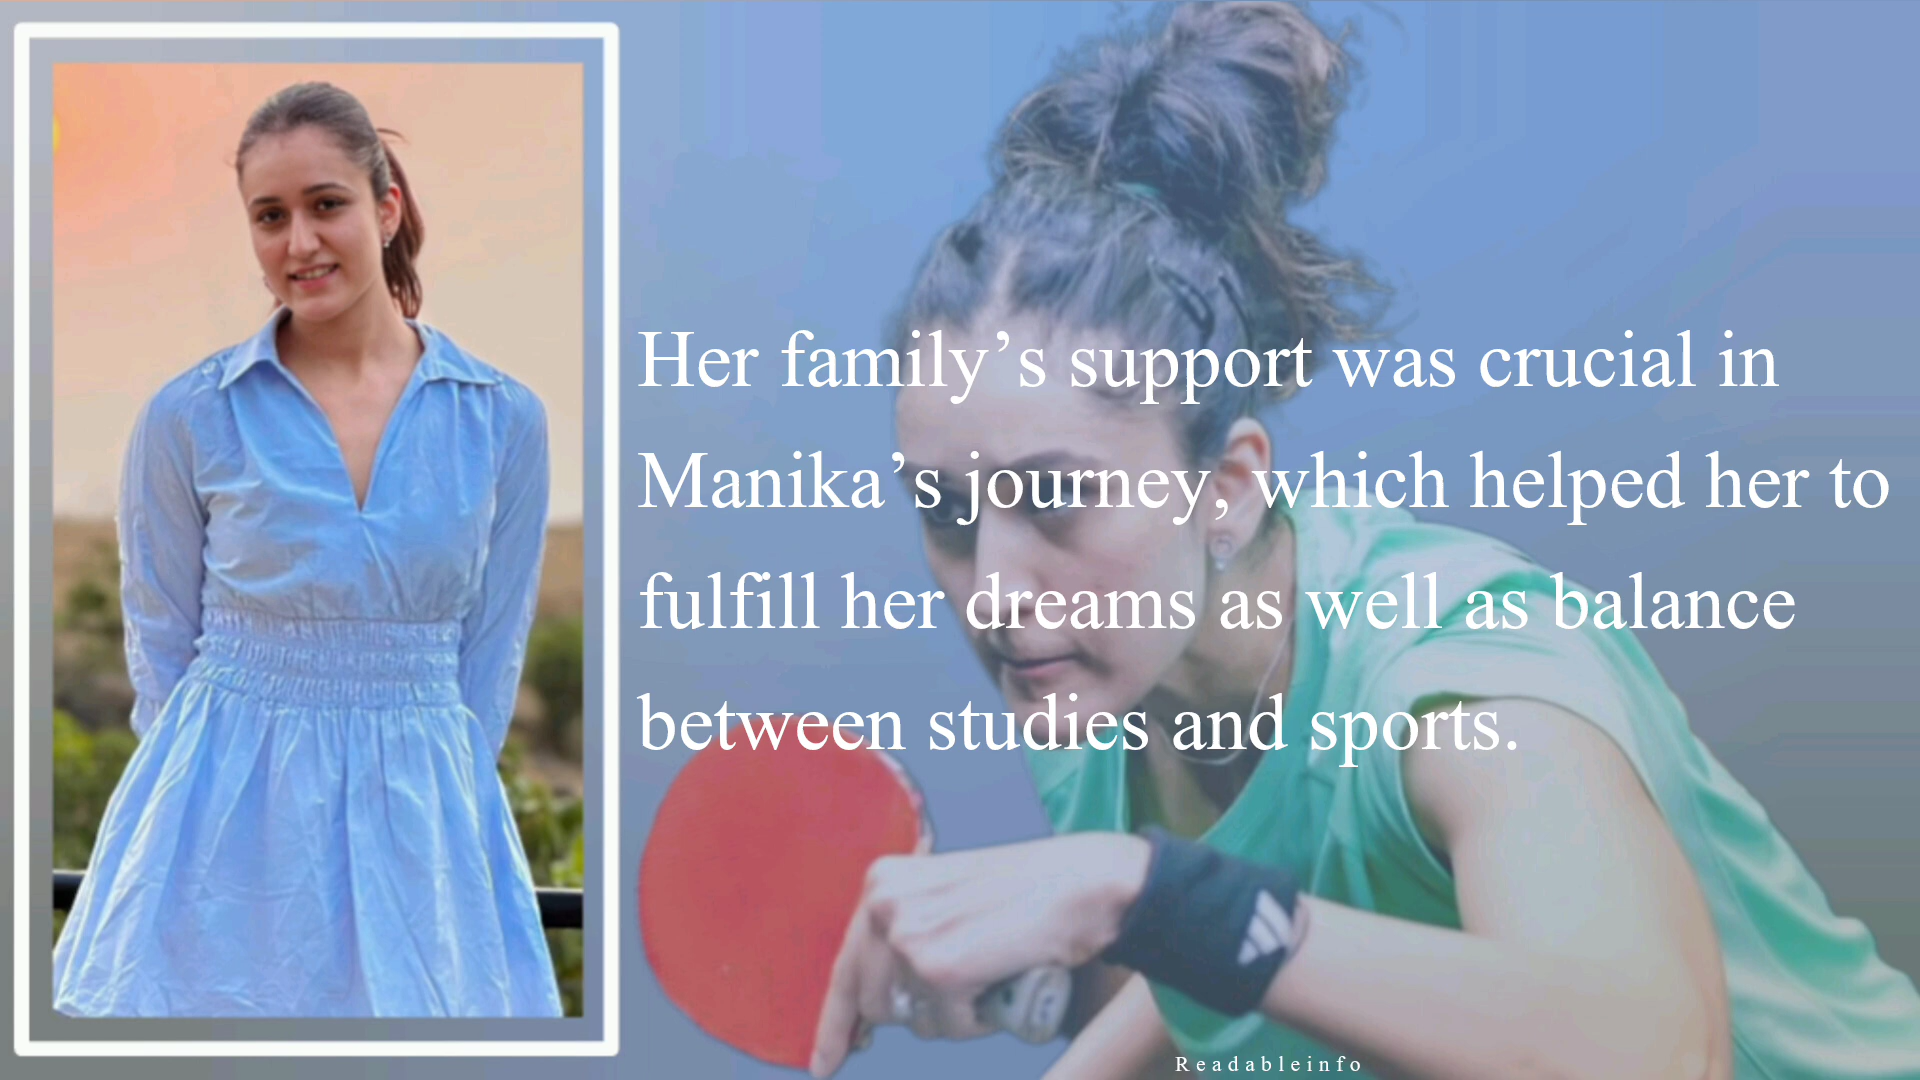 Her family’s support was crucial in
Manika’s journey, which helped her to
fulfill her dreams as well as balance
between studies and sports.
Readableinfo